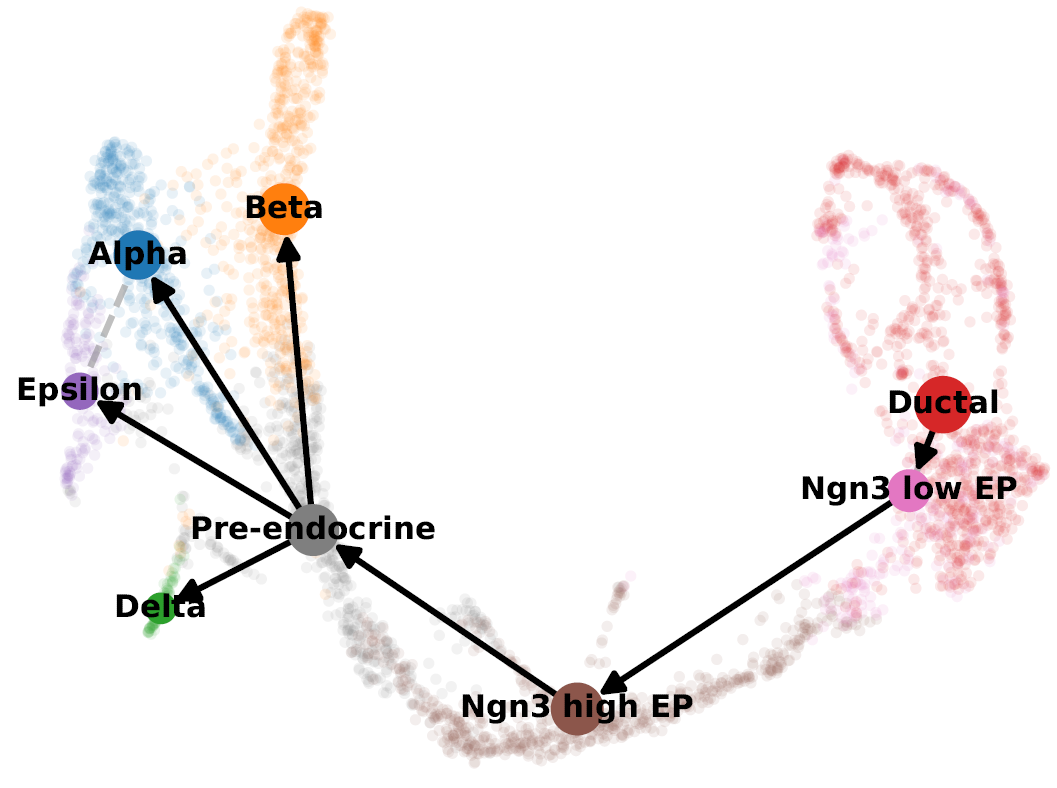 Beta
Alpha
Epsilon
Ductal
Ngn3 low EP
Pre-endocrine
Delta
Ngn3 high EP